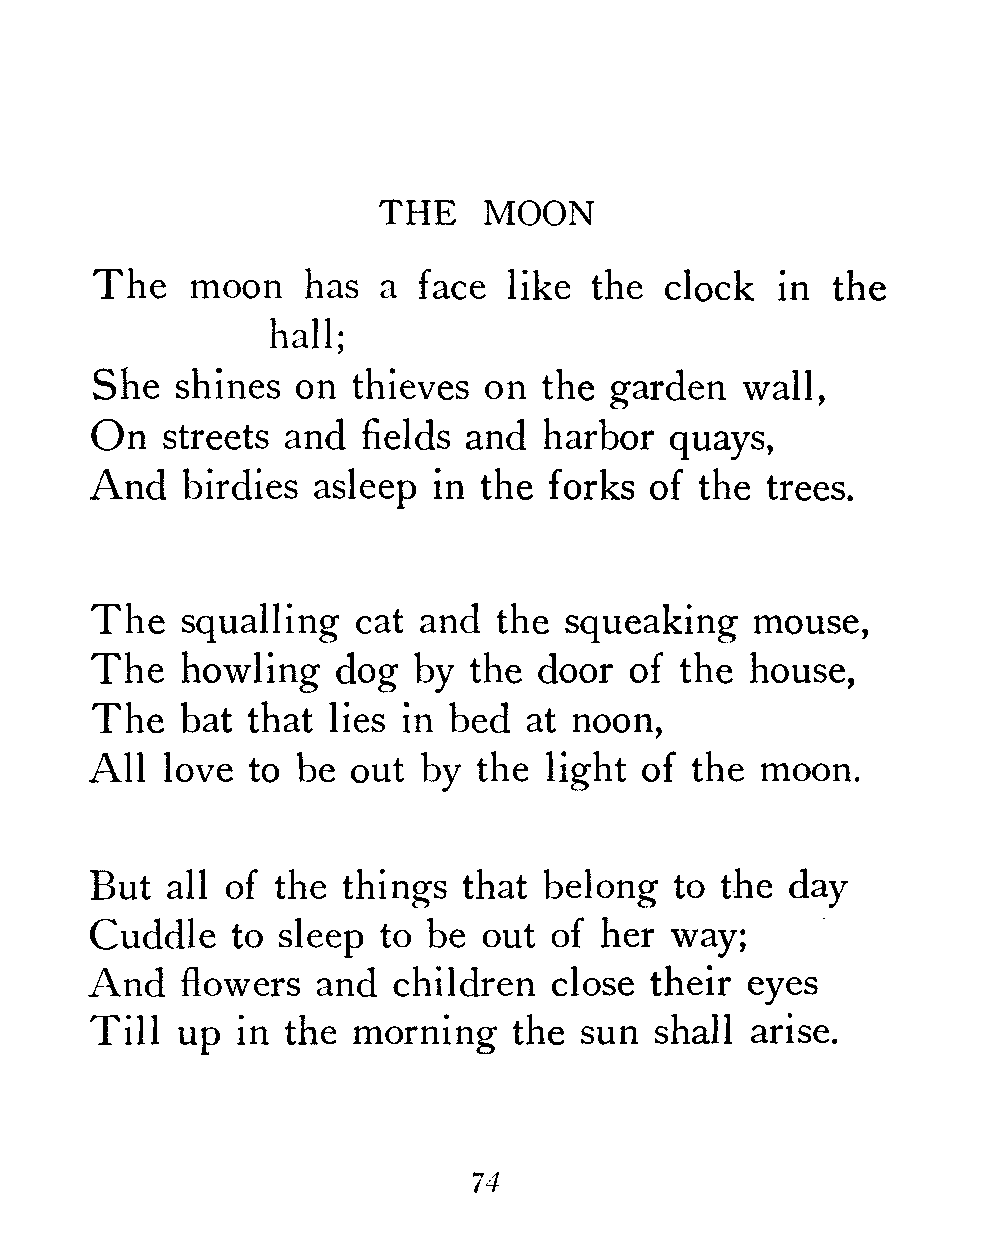 THE MOON
The moon has a face like the clock in the
hall;
She shines on thieves on the garden wall,
On streets and fields and harbor quays,
And birdies asleep in the forks of the trees.
The squalling cat and the squeaking mouse,
The howling dog by the door of the house,
The bat that lies in bed at noon,
All love to be out by the light of the moon.
But all of the things that belong to the day
Cuddle to sleep to be out of her way;
And flowers and children close their eyes
Till up in the morning the sun shall arise.
74